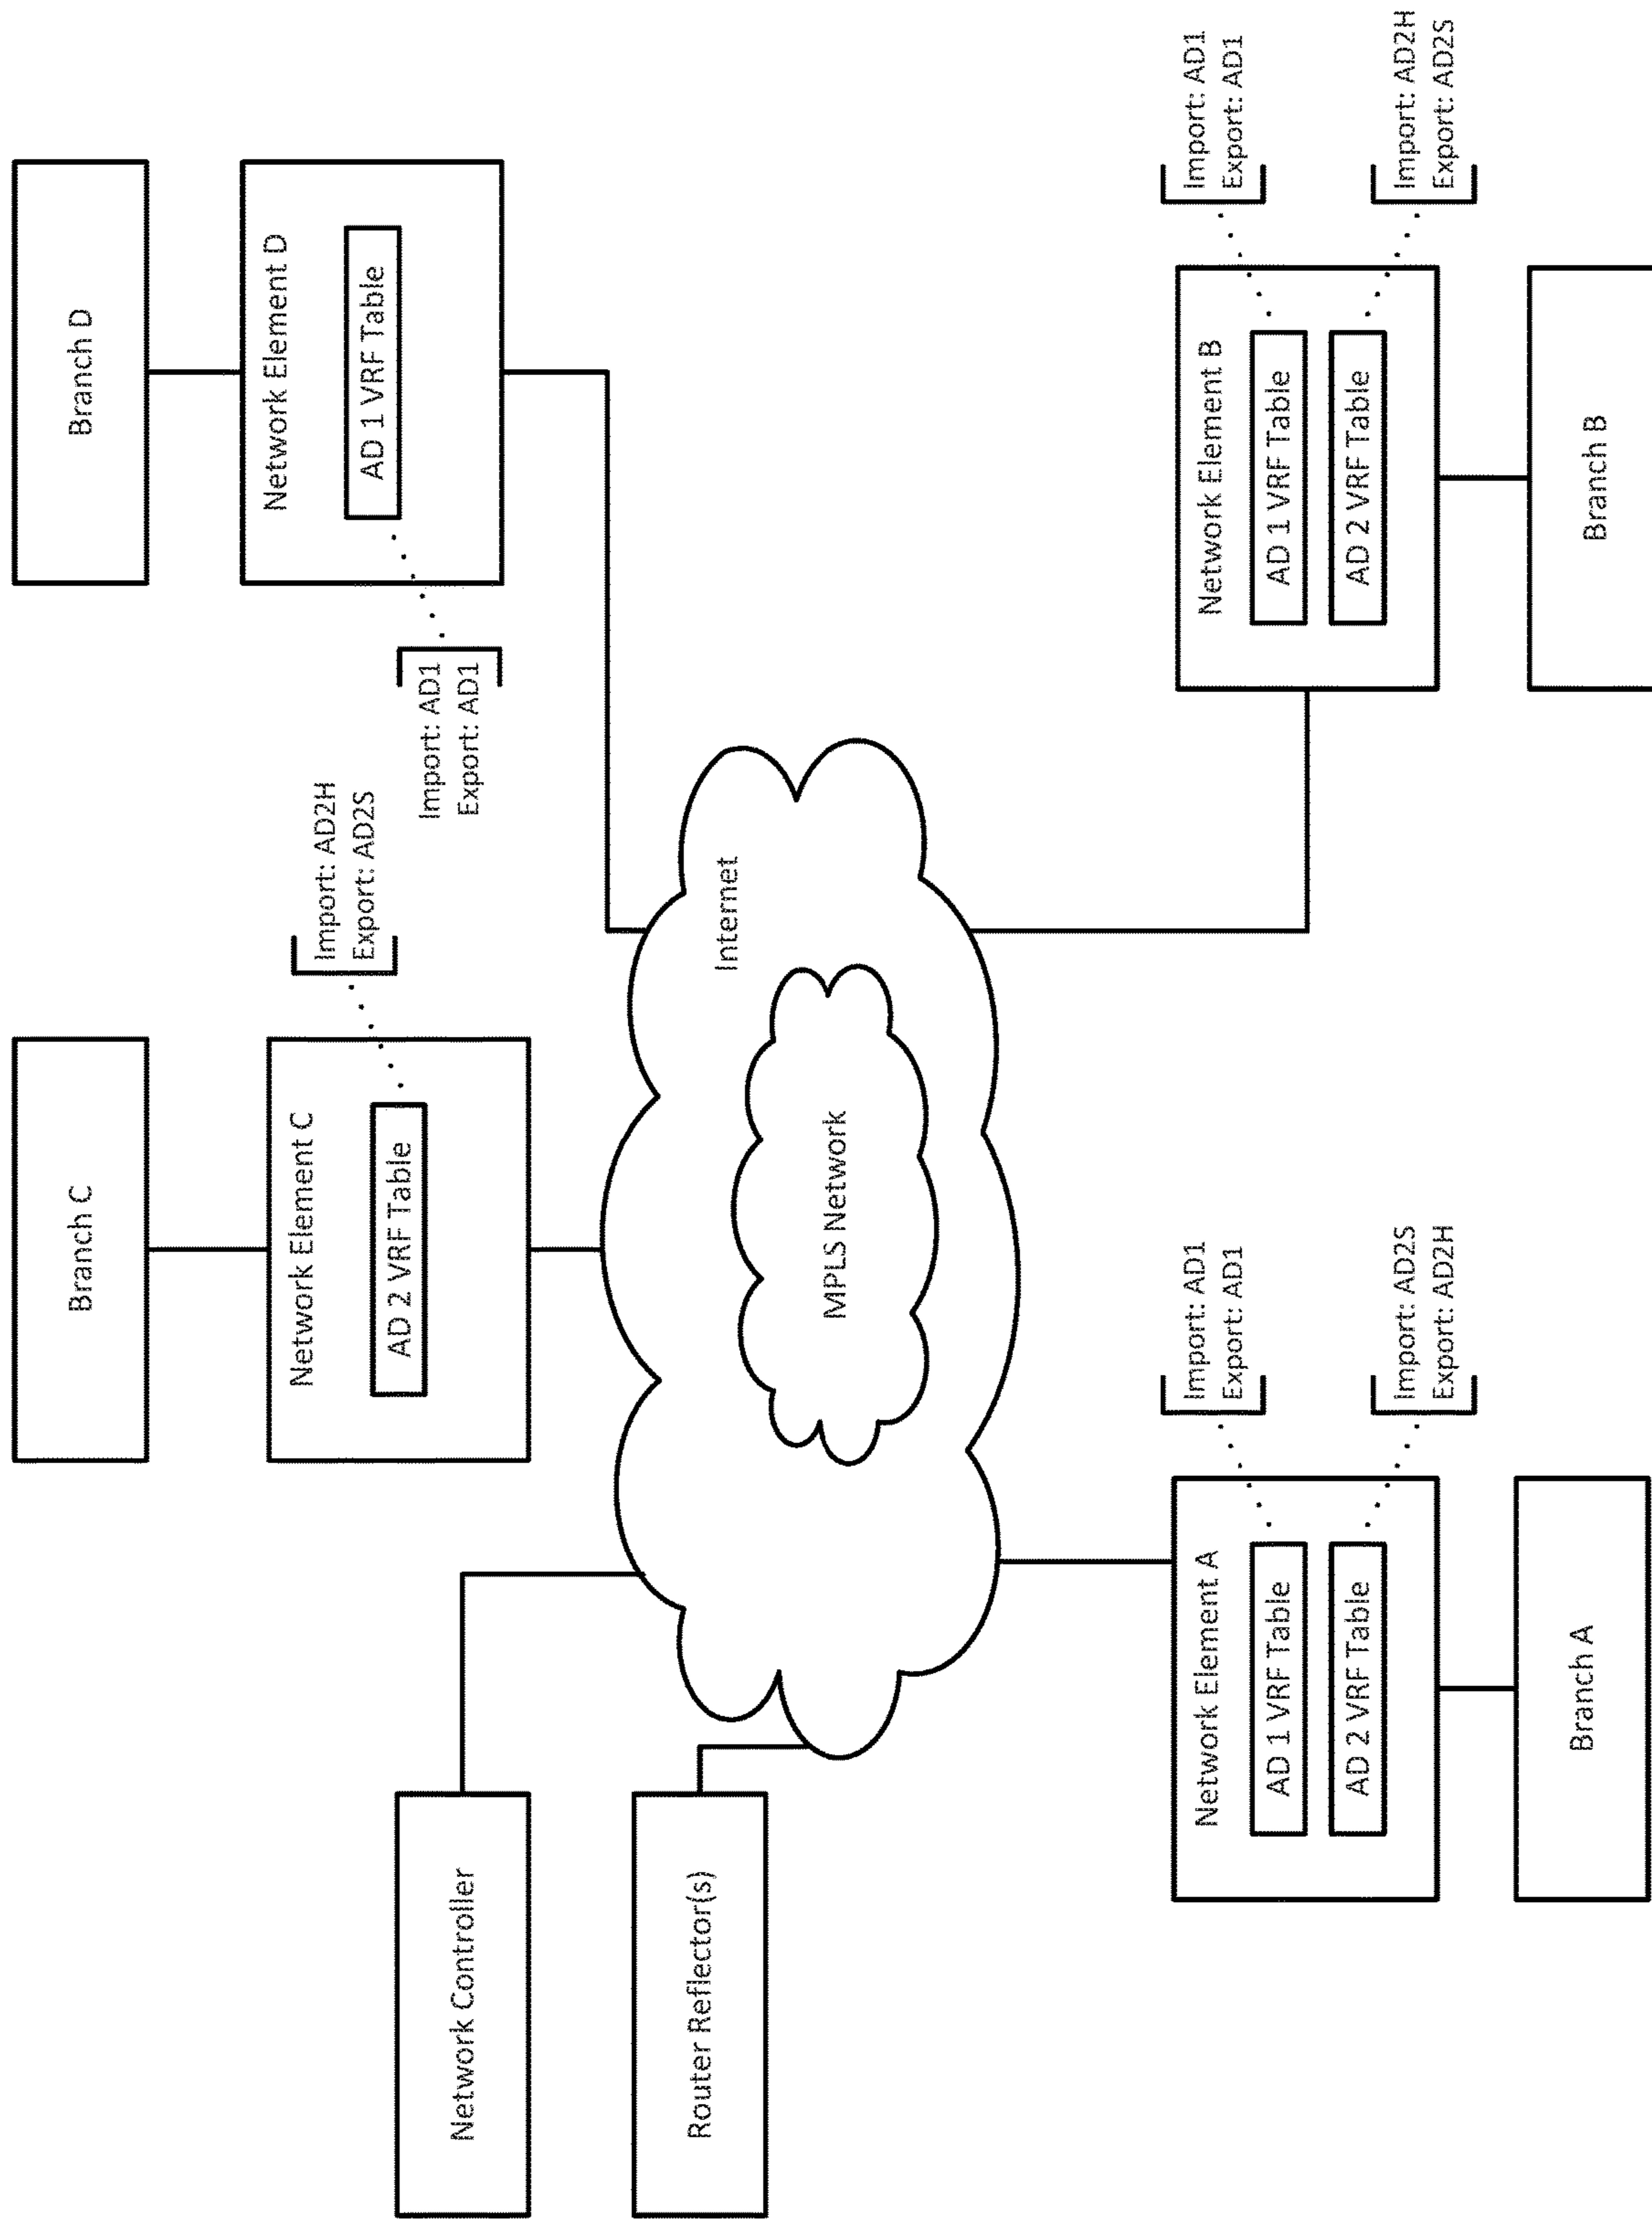 Network Controller
Router Reflector(s)
Branch C
Network Element C
AD 2 VRF Table
Import: AD2H
Export: AD2S
Branch D
Network Element D
AD 1 VRF Table
Import: AD1
Export: AD1
Internet
MPLS Network
Network Element A
AD 1 VRF Table
AD 2 VRF Table
Import: AD1
Export: AD1
Import: AD2S
Export: AD2H
Branch A
Network Element B
AD 1 VRF Table
AD 2 VRF Table
Import: AD1
Export: AD1
Import: AD2H
Export: AD2S
Branch B